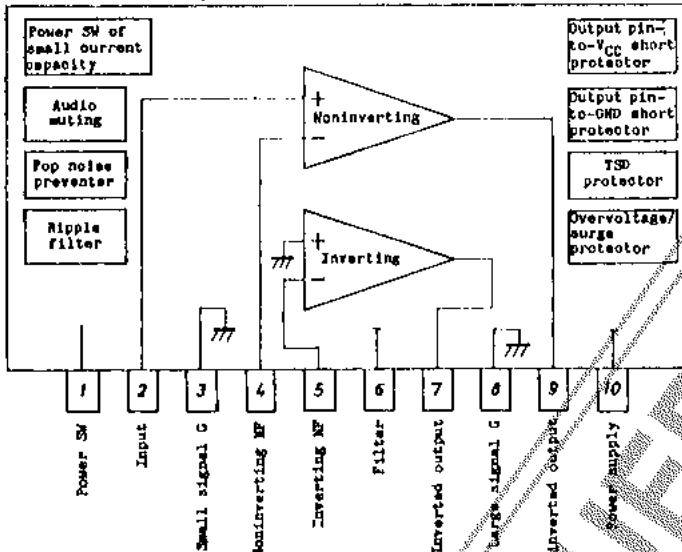 Power SW of
small current
capacity
Audio
muting
Pop noise
preventer
Ripple
filter
Noninverting
Inverting
Output pin-
to-VCC short
protector
Output pin-
to-GND short
protector
TSD
protector
Overvoltage/
surge
protector
+
−
+
−
1
2
3
4
5
6
7
8
9
10
Power SW
Input
Small signal G
Noninverting NF
Inverting NF
Filter
Inverted output
Large signal G
inverted output
Power supply